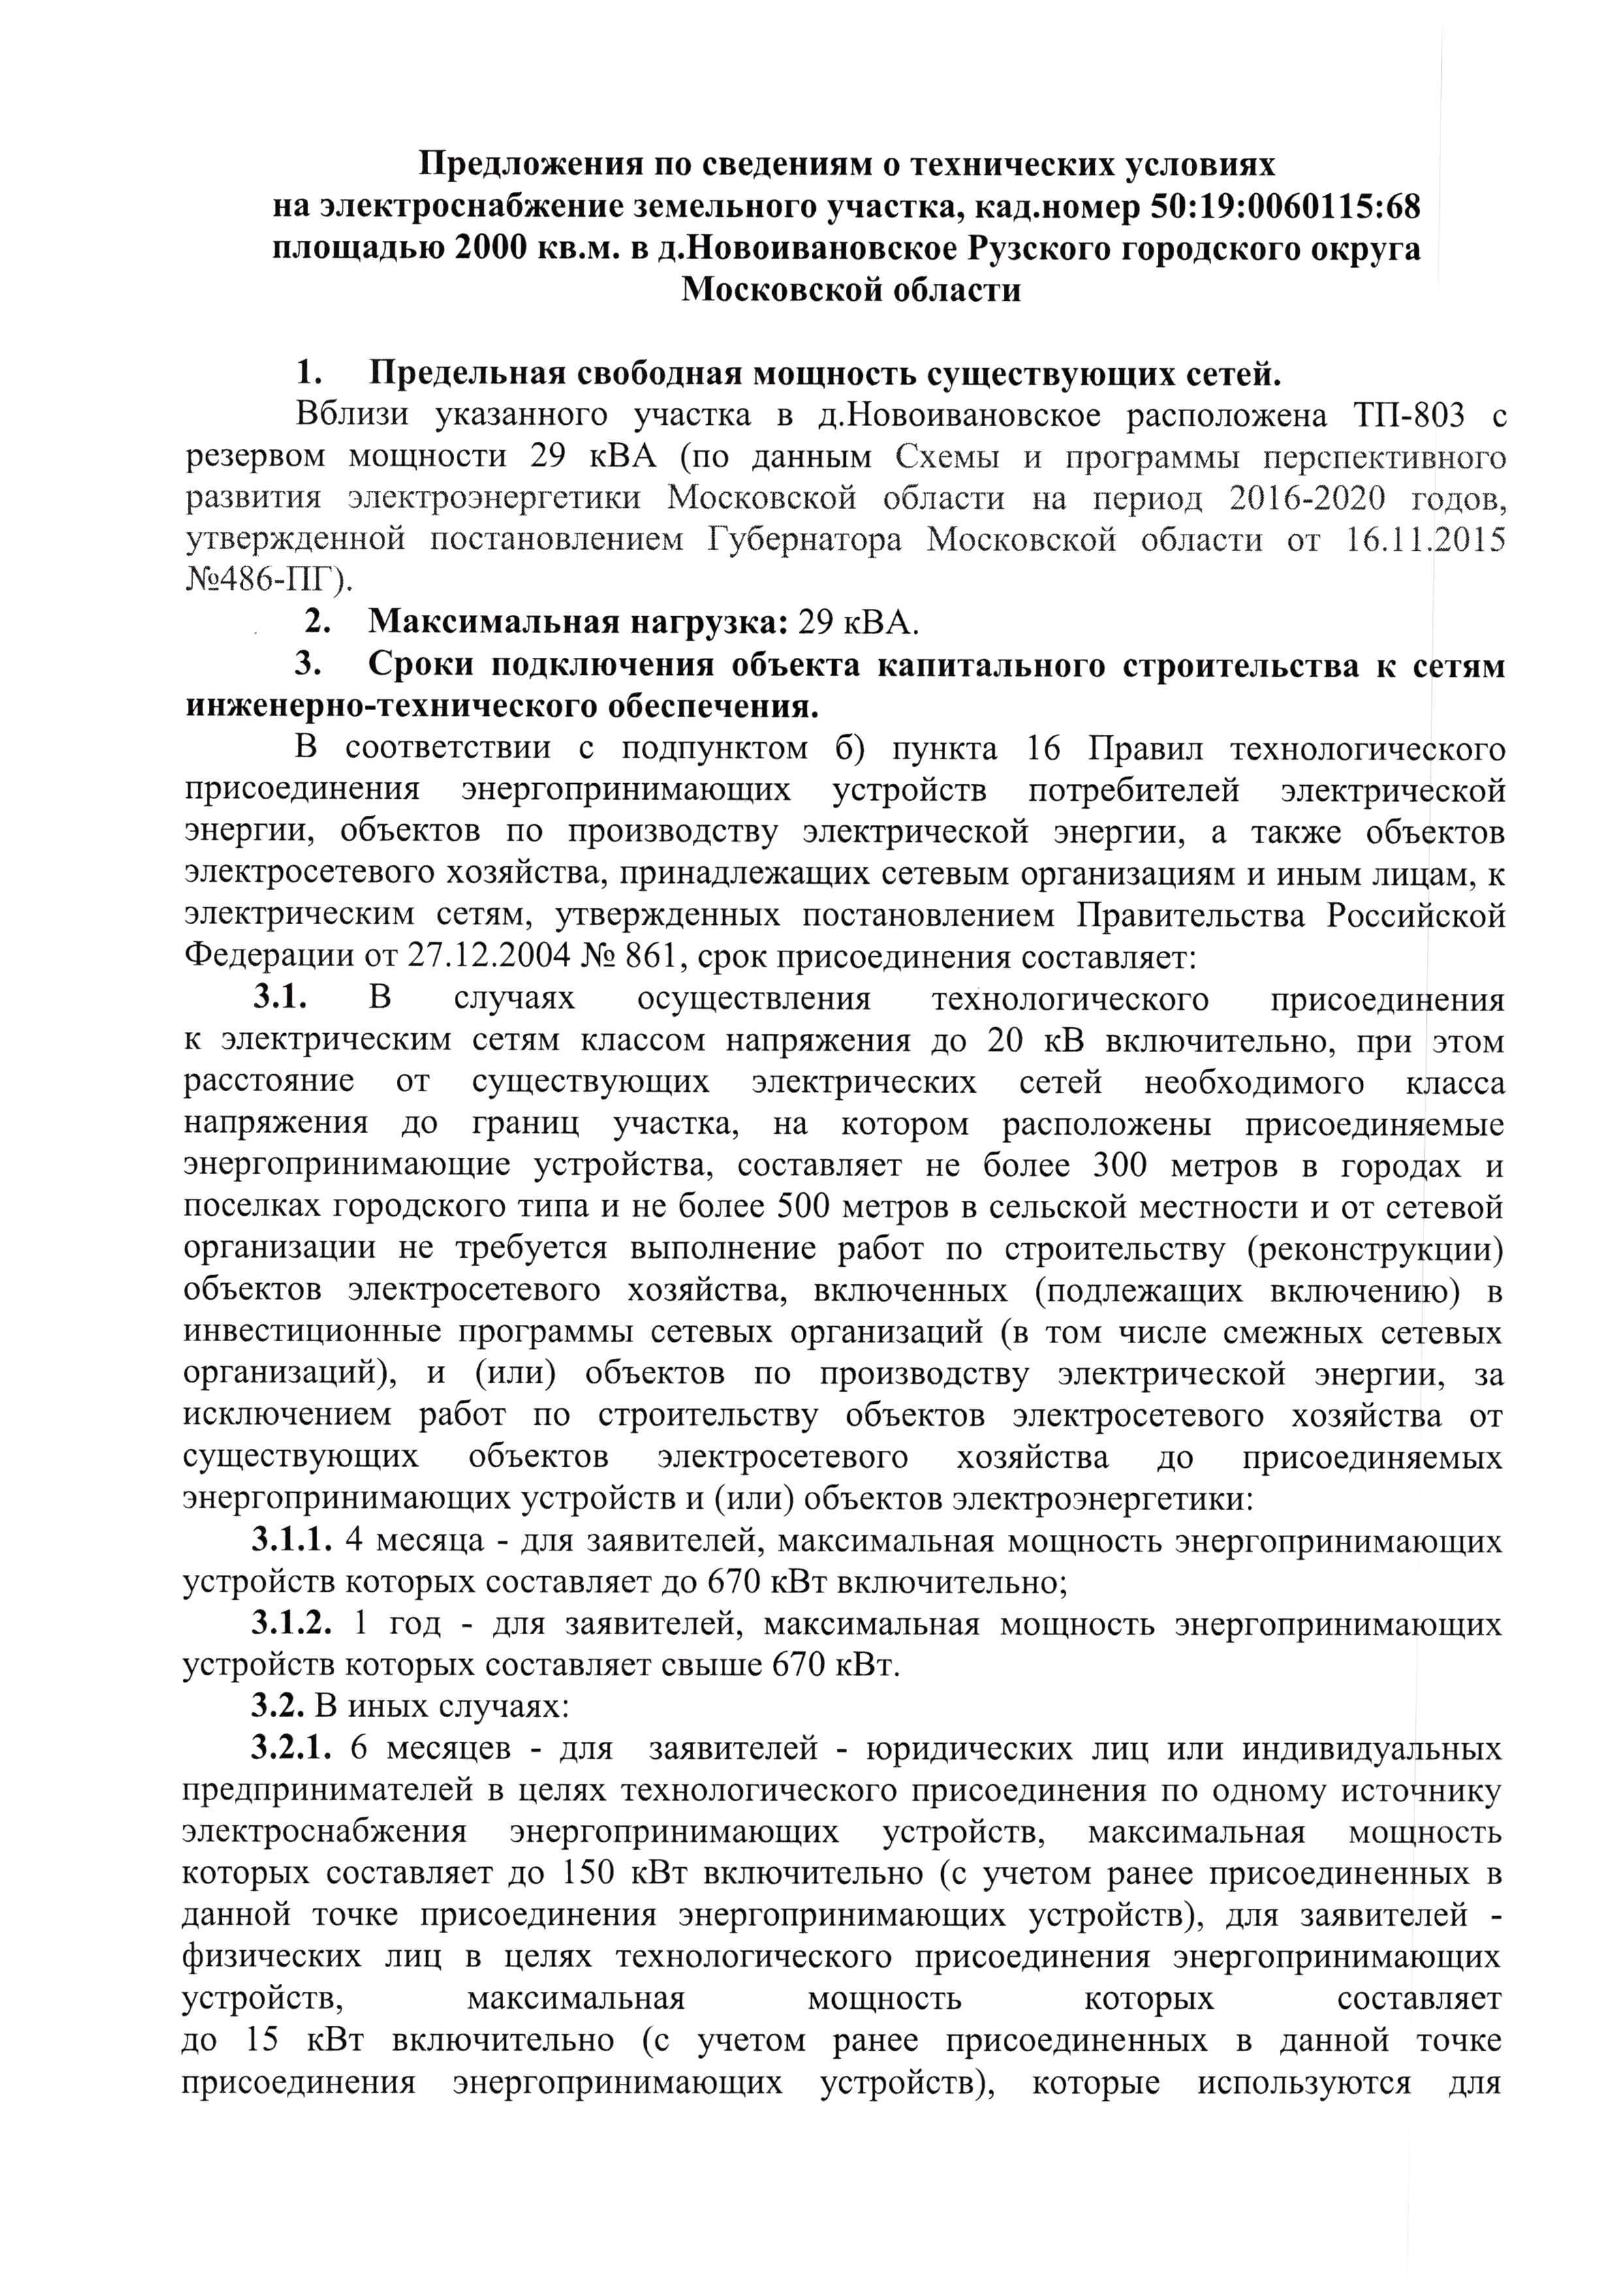 Предложения по сведениям о технических условиях
на электроснабжение земельного участка, кад.номер 50:19:0060115:68
площадью 2000 кв.м. в д.Новоивановское Рузского городского округа
Московской области
1. Предельная свободная мощность существующих сетей.
Вблизи указанного участка в д.Новоивановское расположена ТП-803 с
резервом мощности 29 кВА (по данным Схемы и программы перспективного
развития электроэнергетики Московской области на период 2016-2020 годов,
утвержденной постановлением Губернатора Московской области от 16.11.2015
№486-ПГ).
2. Максимальная нагрузка: 29 кВА.
3. Сроки подключения объекта капитального строительства к сетям
инженерно-технического обеспечения.
В соответствии с подпунктом б) пункта 16 Правил технологического
присоединения энергопринимающих устройств потребителей электрической
энергии, объектов по производству электрической энергии, а также объектов
электросетевого хозяйства, принадлежащих сетевым организациям и иным лицам, к
электрическим сетям, утвержденных постановлением Правительства Российской
Федерации от 27.12.2004 № 861, срок присоединения составляет:
3.1. В случаях осуществления технологического присоединения
к электрическим сетям классом напряжения до 20 кВ включительно, при этом
расстояние от существующих электрических сетей необходимого класса
напряжения до границ участка, на котором расположены присоединяемые
энергопринимающие устройства, составляет не более 300 метров в городах и
поселках городского типа и не более 500 метров в сельской местности и от сетевой
организации не требуется выполнение работ по строительству (реконструкции)
объектов электросетевого хозяйства, включенных (подлежащих включению) в
инвестиционные программы сетевых организаций (в том числе смежных сетевых
организаций), и (или) объектов по производству электрической энергии, за
исключением работ по строительству объектов электросетевого хозяйства от
существующих объектов электросетевого хозяйства до присоединяемых
энергопринимающих устройств и (или) объектов электроэнергетики:
3.1.1. 4 месяца - для заявителей, максимальная мощность энергопринимающих
устройств которых составляет до 670 кВт включительно;
3.1.2. 1 год - для заявителей, максимальная мощность энергопринимающих
устройств которых составляет свыше 670 кВт.
3.2. В иных случаях:
3.2.1. 6 месяцев - для заявителей - юридических лиц или индивидуальных
предпринимателей в целях технологического присоединения по одному источнику
электроснабжения энергопринимающих устройств, максимальная мощность
которых составляет до 150 кВт включительно (с учетом ранее присоединенных в
данной точке присоединения энергопринимающих устройств), для заявителей -
физических лиц в целях технологического присоединения энергопринимающих
устройств, максимальная мощность которых составляет
до 15 кВт включительно (с учетом ранее присоединенных в данной точке
присоединения энергопринимающих устройств), которые используются для